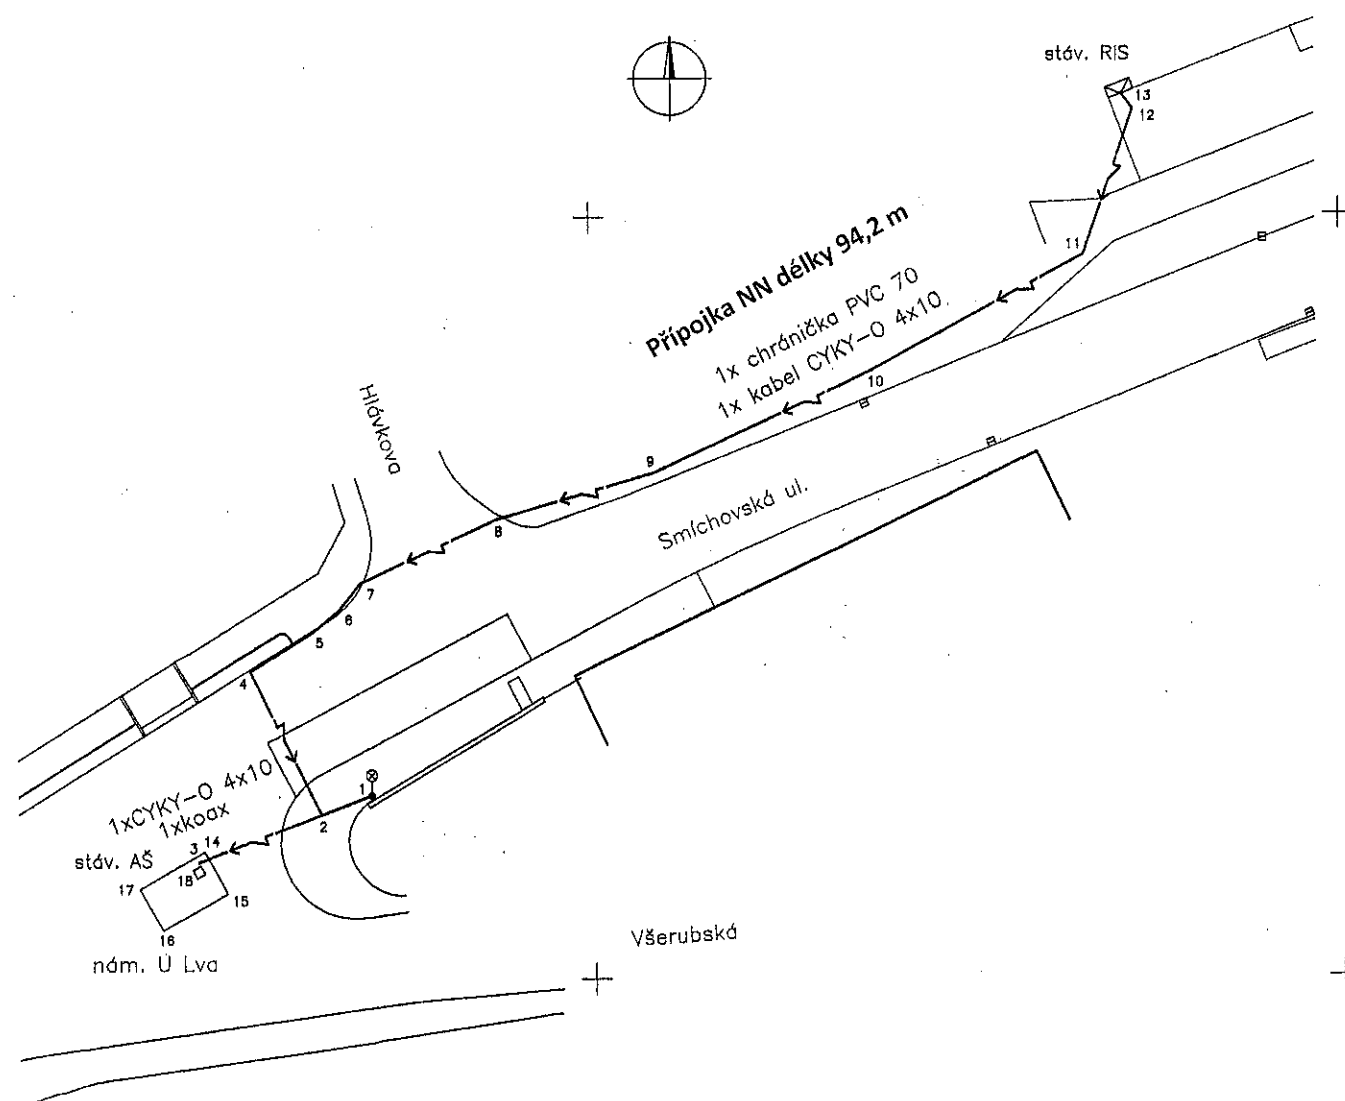 stáv. RIS
13
12
11
Přípojka NN délky 94,2 m
1x chránička PVC 70
1x kabel CYKY-O 4x10
10
Hlávkova
9
8
Smíchovská ul.
7
6
5
4
1
2
1xCYKY-O 4x10
1xkoax
3 14
stáv. AŠ
17
18
15
16
nám. U Lva
Všerubská